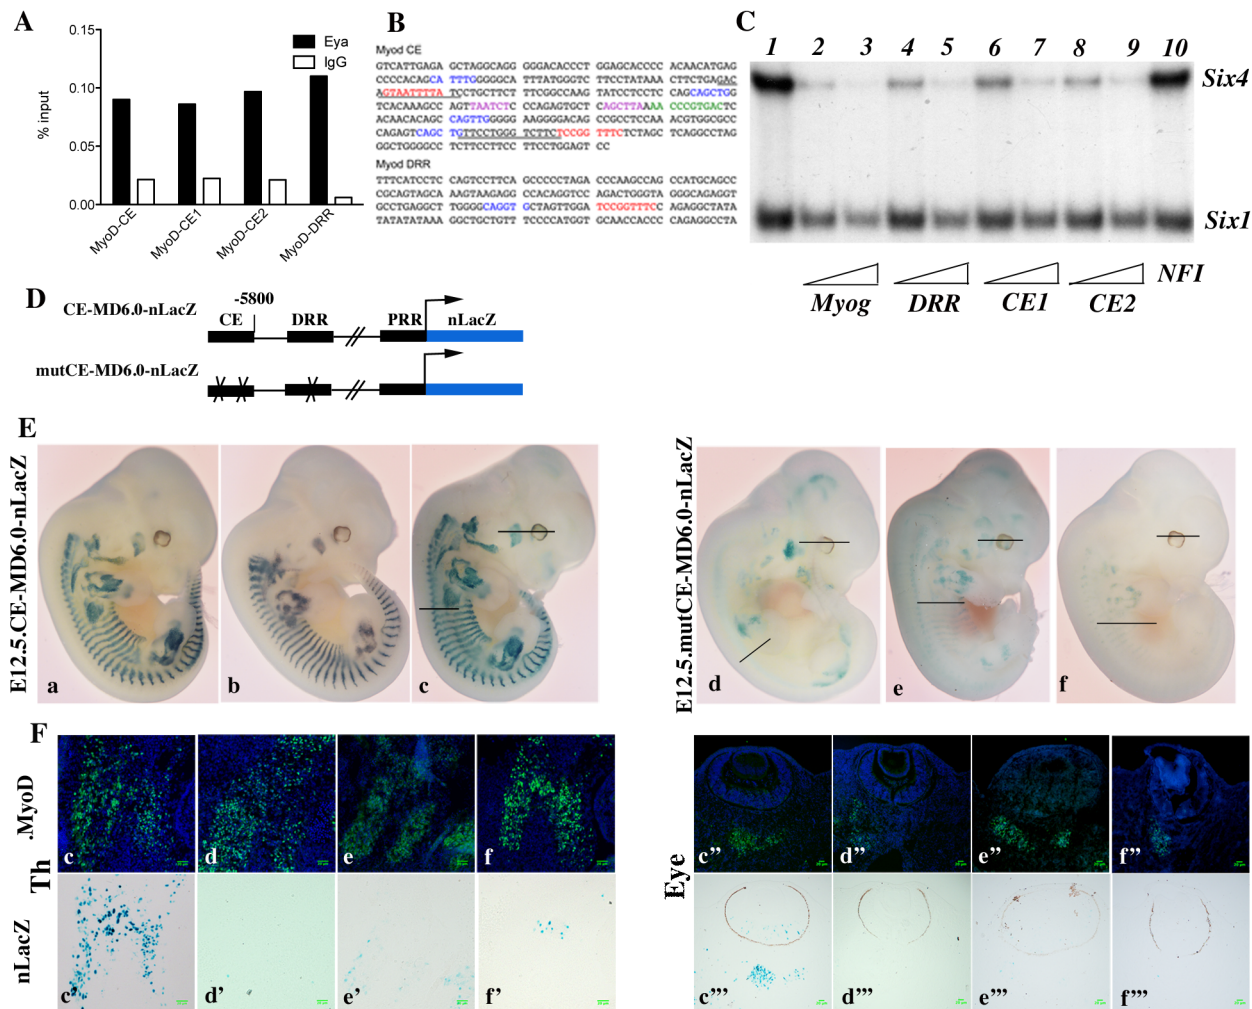 A
0.15
0.10
0.05
0.00
% input
Eya
IgG
MyoD-CE
MyoD-CE1
MyoD-CE2
MyoD-DRR
B
Myod CE
GTCATTGAGA GCTAGGCAGG GGGACACCCT GGAGCACCCC ACAACATGAG
CCCCACAGCA TTTGGGGGCA TTTATGGGTC TTCCTATAAA CTTCTGAGAC
AGTAATTTTA TCCTGCTTCT TTCGGCCAAG TATCCTCCTC CAGCAGCTGG
TCACAAAGCC AGTTAATCTC CCAGAGTGCT CAGCTTAAAA ACCCGTGACTC
ACAACACAGC CAGTTGGGGG AAGGGGACAG CCGCCTCCAA ACGTGGCGCC
CAGAGTCAGC TGTTCCTGGG TCTTCTCCGG TTTCTCTAGC TCAGGCCTAG
GGCTGGGGCC TCTTCCTTCC TTCCTGGAGT CC
Myod DRR
TTTCATCCTC CAGTCCTTCA GCCCCCTAGA CCCAAGCCAG CCATGCAGCC
CGCAGTAGCA AAGTAAGAGG CCACAGGTCC AGACTGGGTA GGGCAGAGGT
GCCTGAGGCT TGGGGCAGGT GGCTAGTTGGA TCCGGTTTCC CAGAGGCTATA
TATATATAAA GGCTGCTGTT TCCCCATGGT GCAACCACCC CAGAGGCCTA
C
1 2 3 4 5 6 7 8 9 10
Six4
Six1
Myog DRR CE1 CE2 NFI
D
-5800
CE-MD6.0-nLacZ
CE DRR PRR nLacZ
mutCE-MD6.0-nLacZ
E
E12.5.CE-MD6.0-nLacZ
a b c
E12.5.mutCE-MD6.0-nLacZ
d e f
F
.MyoD
Th
nLacZ
c d e f
c' d' e' f'
Eye
c’’ d’’ e’’ f’’
c’’’ d’’’ e’’’ f’’’’